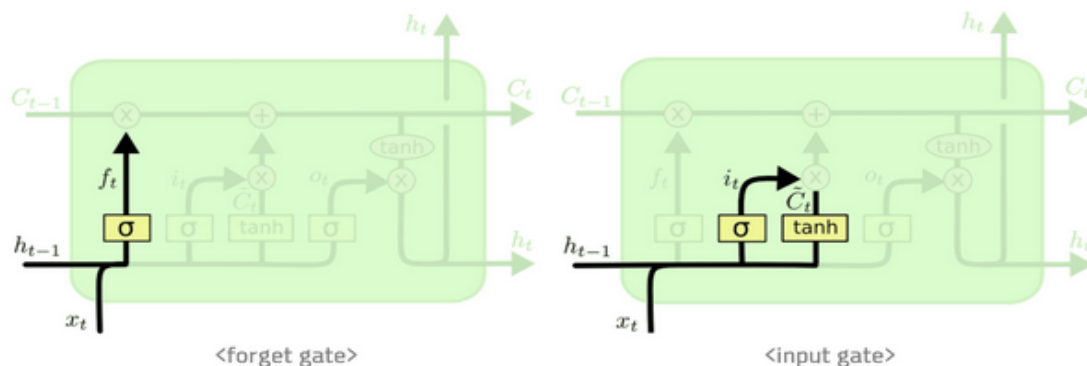 h_t h_t
C_{t-1} × + C_t C_{t-1} × + C_t
tanh tanh
f_t i_t × o_t × f_t i_t × o_t ×
C̃_t C̃_t
σ σ tanh σ σ σ tanh σ
h_{t-1} h_t h_{t-1} h_t
x_t x_t
<forget gate> <input gate>